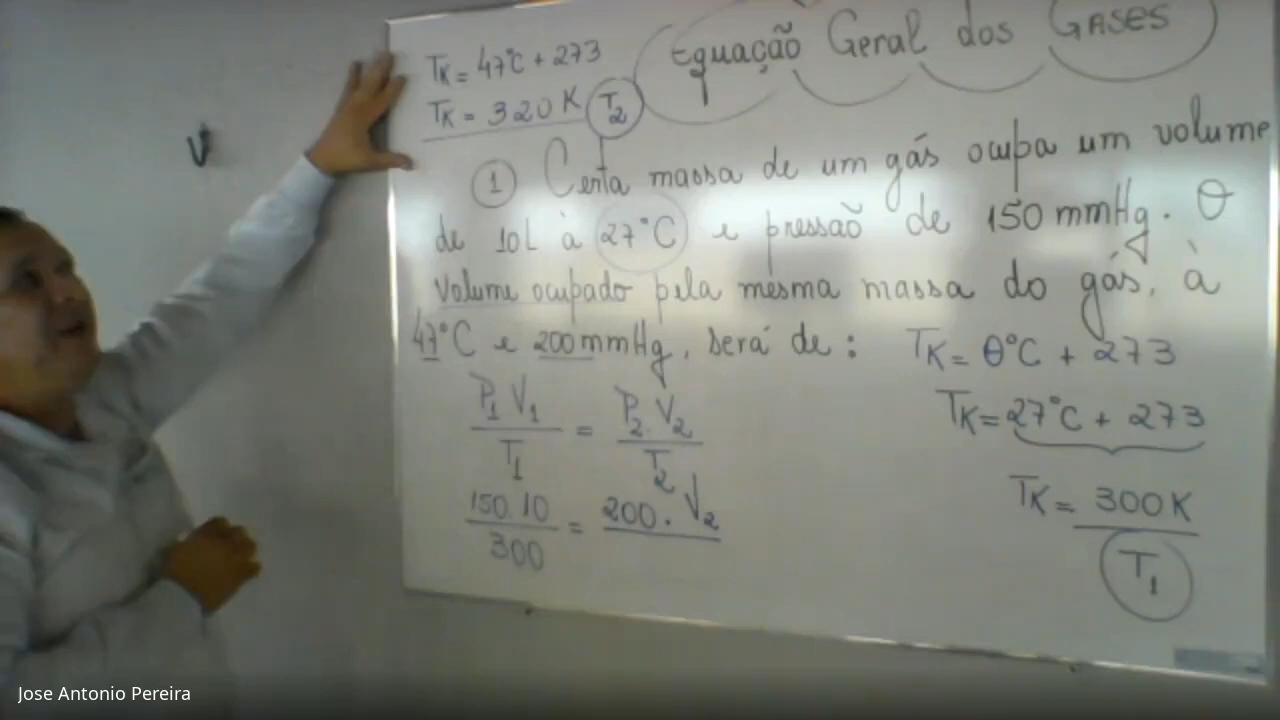 Equação Geral dos GASES
TK = 47°C + 273
TK = 320K T2
1 Certa massa de um gás ocupa um volume
de 10L à 27°C e pressão de 150 mmHg. O
volume ocupado pela mesma massa do gás, à
47°C e 200 mmHg, será de:
P1 V1 / T1 = P2. V2 / T2
150.10 / 300 = 200. V2
TK = θ°C + 273
TK = 27°C + 273
TK = 300K
T1
V
Jose Antonio Pereira